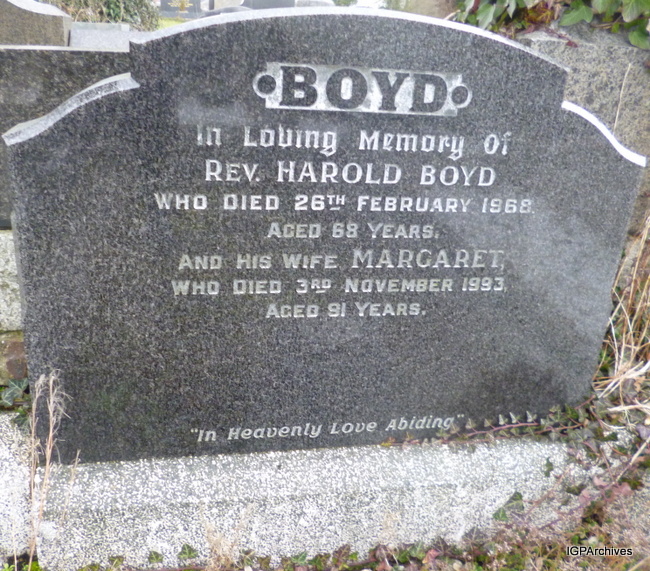 BOYD
In Loving Memory Of
REV. HAROLD BOYD
WHO DIED 26TH FEBRUARY 1968.
AGED 68 YEARS.
AND HIS WIFE MARGARET,
WHO DIED 3RD NOVEMBER 1993.
AGED 91 YEARS.
"In Heavenly Love Abiding"
IGPArchives